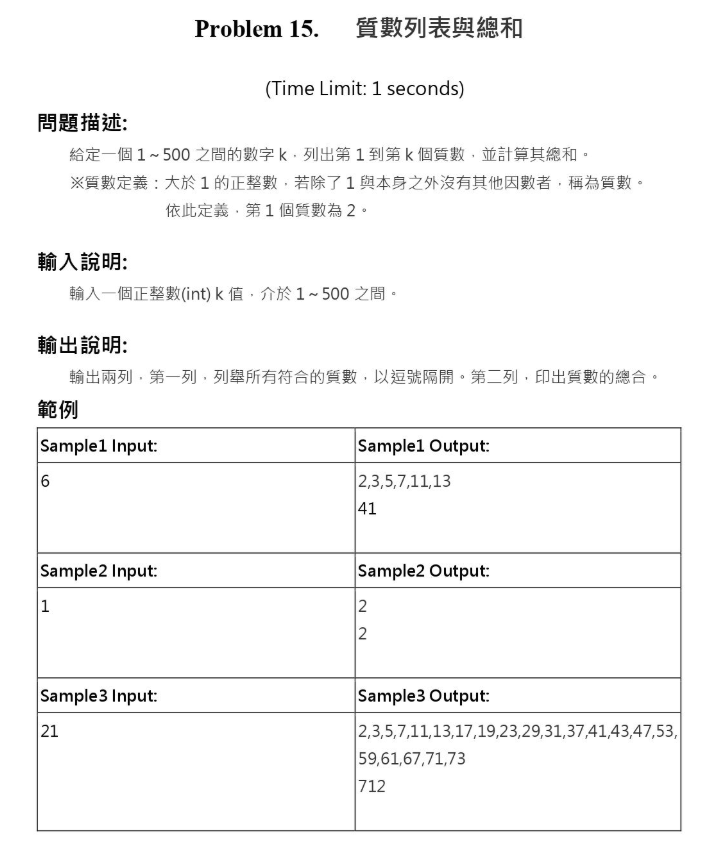 Problem 15. 質數列表與總和
(Time Limit: 1 seconds)
問題描述:
給定一個 1 ~ 500 之間的數字 k，列出第 1 到第 k 個質數，並計算其總和。
※質數定義：大於 1 的正整數，若除了 1 與本身之外沒有其他因數者，稱為質數。
依此定義，第 1 個質數為 2。
輸入說明:
輸入一個正整數(int) k 值，介於 1 ~ 500 之間。
輸出說明:
輸出兩列，第一列，列舉所有符合的質數，以逗號隔開。第二列，印出質數的總合。
範例
Sample1 Input: Sample1 Output:
6 2,3,5,7,11,13
41
Sample2 Input: Sample2 Output:
1 2
2
Sample3 Input: Sample3 Output:
21 2,3,5,7,11,13,17,19,23,29,31,37,41,43,47,53,
59,61,67,71,73
712